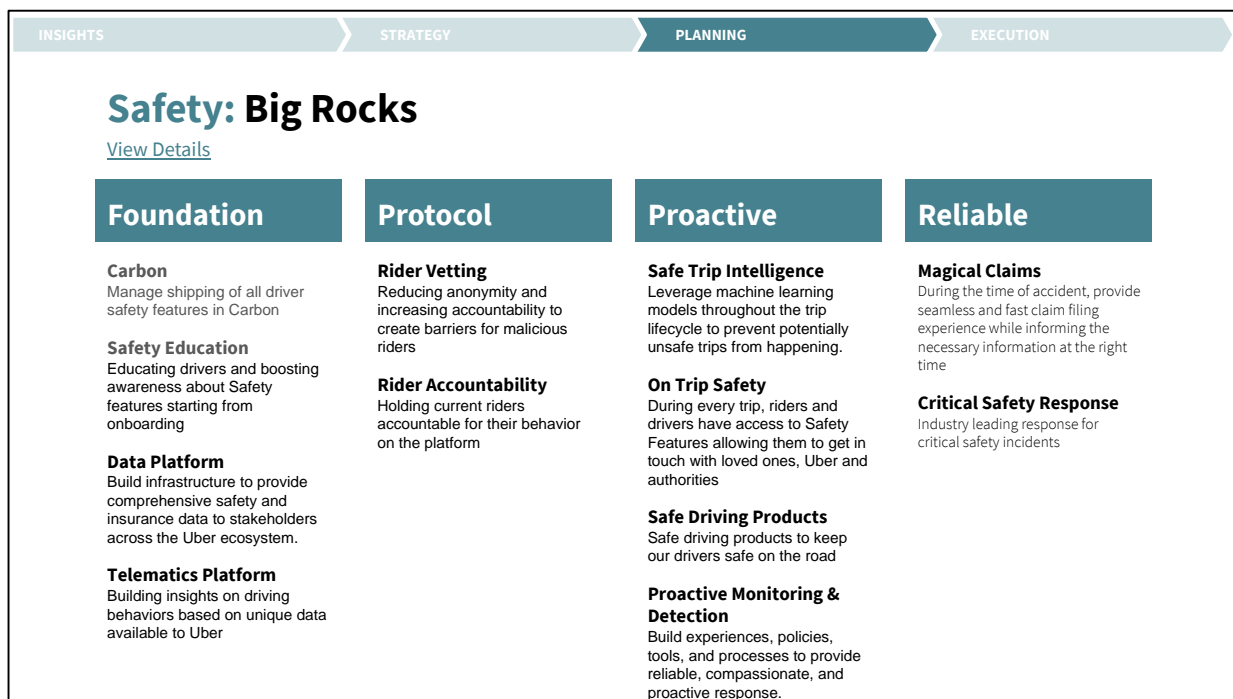 INSIGHTS
STRATEGY
PLANNING
EXECUTION
Safety: Big Rocks
View Details
Foundation
Carbon
Manage shipping of all driver
safety features in Carbon
Safety Education
Educating drivers and boosting
awareness about Safety
features starting from
onboarding
Data Platform
Build infrastructure to provide
comprehensive safety and
insurance data to stakeholders
across the Uber ecosystem.
Telematics Platform
Building insights on driving
behaviors based on unique data
available to Uber
Protocol
Rider Vetting
Reducing anonymity and
increasing accountability to
create barriers for malicious
riders
Rider Accountability
Holding current riders
accountable for their behavior
on the platform
Proactive
Safe Trip Intelligence
Leverage machine learning
models throughout the trip
lifecycle to prevent potentially
unsafe trips from happening.
On Trip Safety
During every trip, riders and
drivers have access to Safety
Features allowing them to get in
touch with loved ones, Uber and
authorities
Safe Driving Products
Safe driving products to keep
our drivers safe on the road
Proactive Monitoring &
Detection
Build experiences, policies,
tools, and processes to provide
reliable, compassionate, and
proactive response.
Reliable
Magical Claims
During the time of accident, provide
seamless and fast claim filing
experience while informing the
necessary information at the right
time
Critical Safety Response
Industry leading response for
critical safety incidents